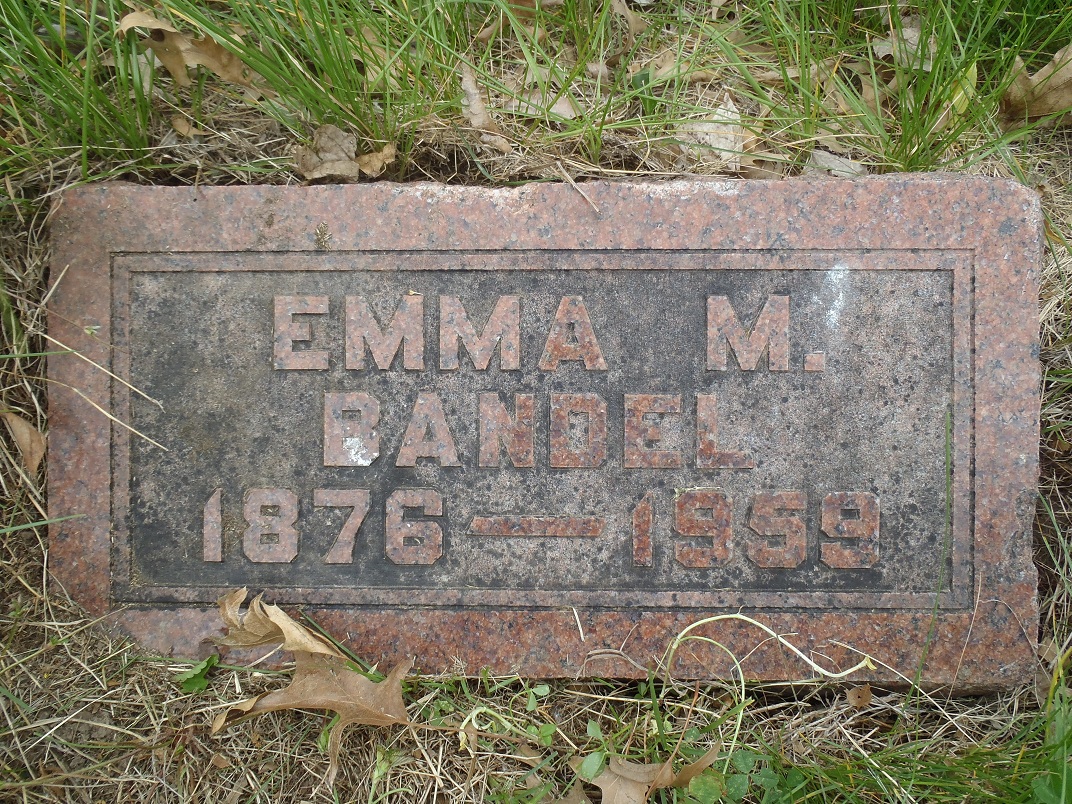 EMMA M.
BANDEL
1876 — 1959